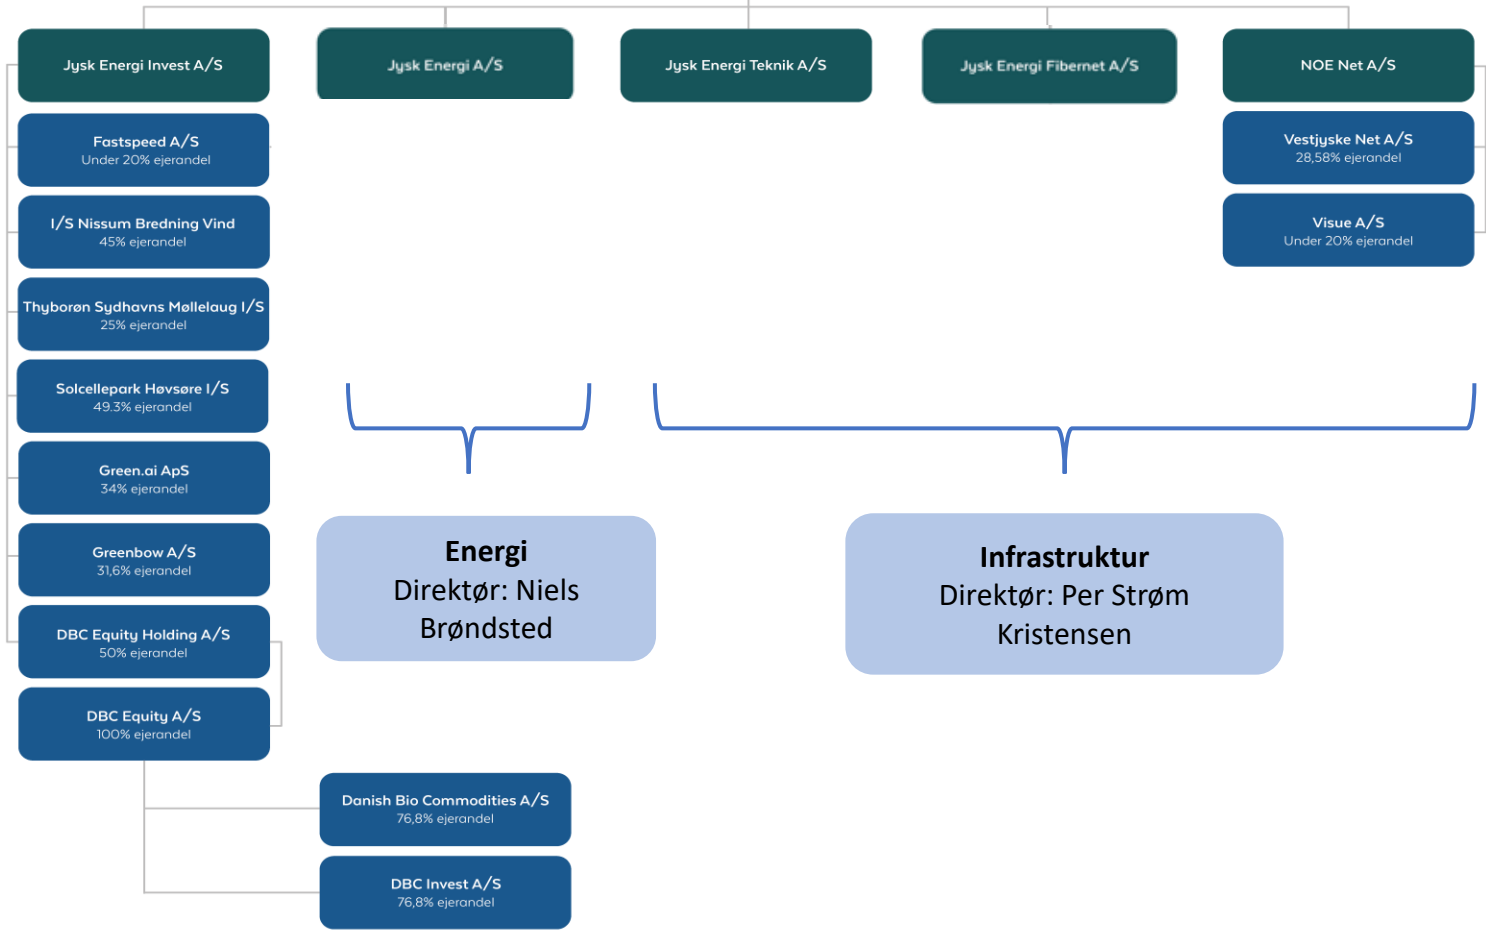 Jysk Energi Invest A/S
Jysk Energi A/S
Jysk Energi Teknik A/S
Jysk Energi Fibernet A/S
NOE Net A/S
Fastspeed A/S
Under 20% ejerandel
I/S Nissum Bredning Vind
45% ejerandel
Thyborøn Sydhavns Møllelaug I/S
25% ejerandel
Solcellepark Høvsøre I/S
49.3% ejerandel
Green.ai ApS
34% ejerandel
Greenbow A/S
31,6% ejerandel
DBC Equity Holding A/S
50% ejerandel
DBC Equity A/S
100% ejerandel
Danish Bio Commodities A/S
76,8% ejerandel
DBC Invest A/S
76,8% ejerandel
Vestjyske Net A/S
28,58% ejerandel
Visue A/S
Under 20% ejerandel
Energi
Direktør: Niels
Brøndsted
Infrastruktur
Direktør: Per Strøm
Kristensen